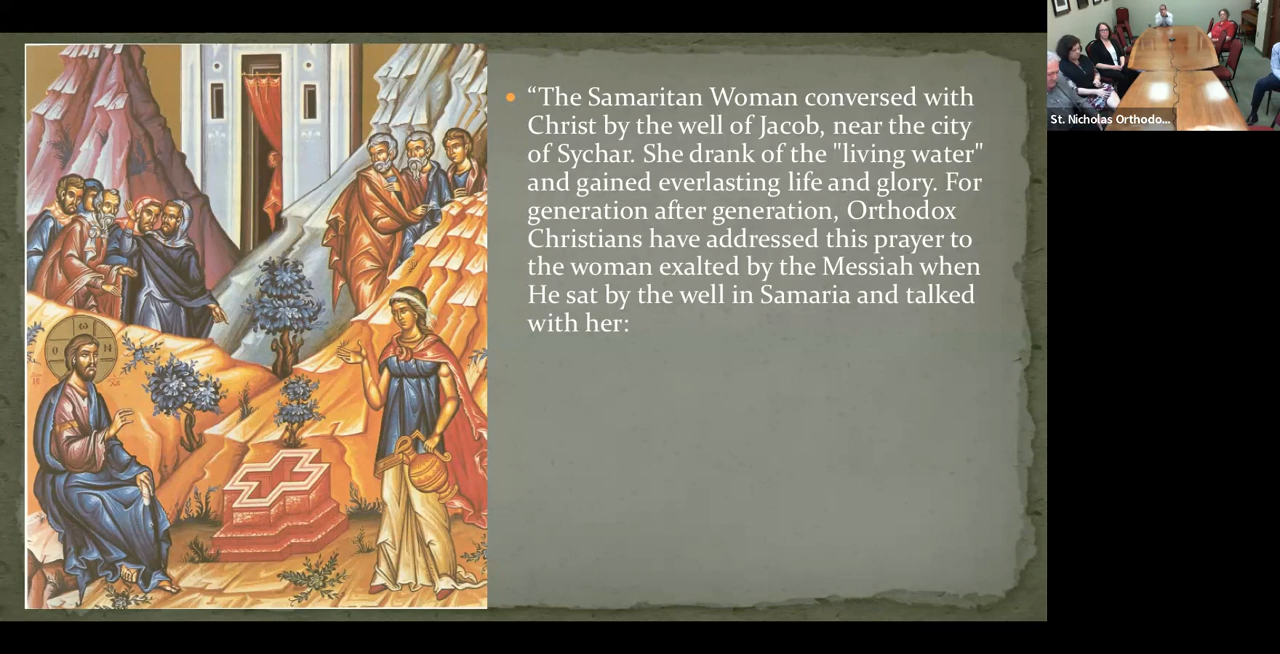 “The Samaritan Woman conversed with
Christ by the well of Jacob, near the city
of Sychar. She drank of the "living water"
and gained everlasting life and glory. For
generation after generation, Orthodox
Christians have addressed this prayer to
the woman exalted by the Messiah when
He sat by the well in Samaria and talked
with her:
St. Nicholas Orthodo...